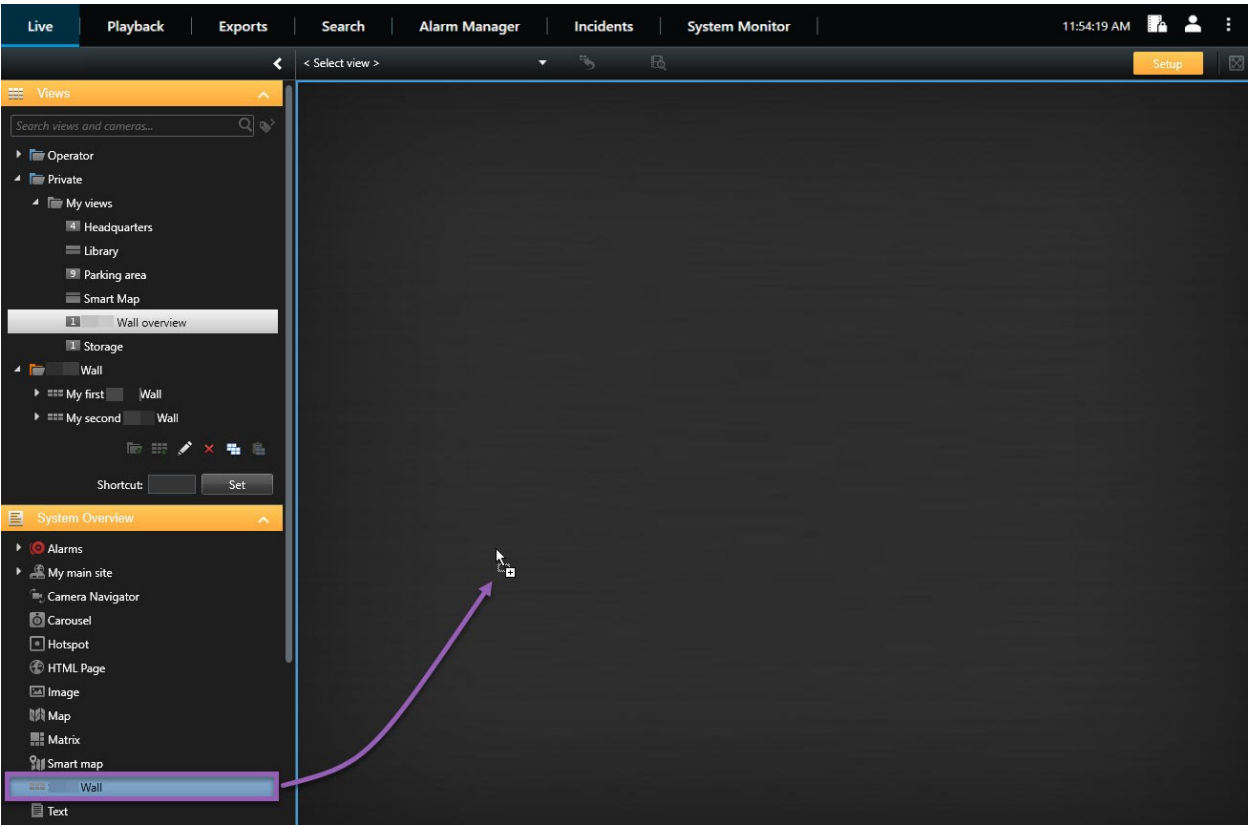 Live Playback Exports Search Alarm Manager Incidents System Monitor 11:54:19 AM
< Select view > Setup
Views
Search views and cameras...
Operator
Private
My views
4 Headquarters
Library
9 Parking area
Smart Map
1 Wall overview
1 Storage
Wall
My first Wall
My second Wall
Shortcut: Set
System Overview
Alarms
My main site
Camera Navigator
Carousel
Hotspot
HTML Page
Image
Map
Matrix
Smart map
Wall
Text